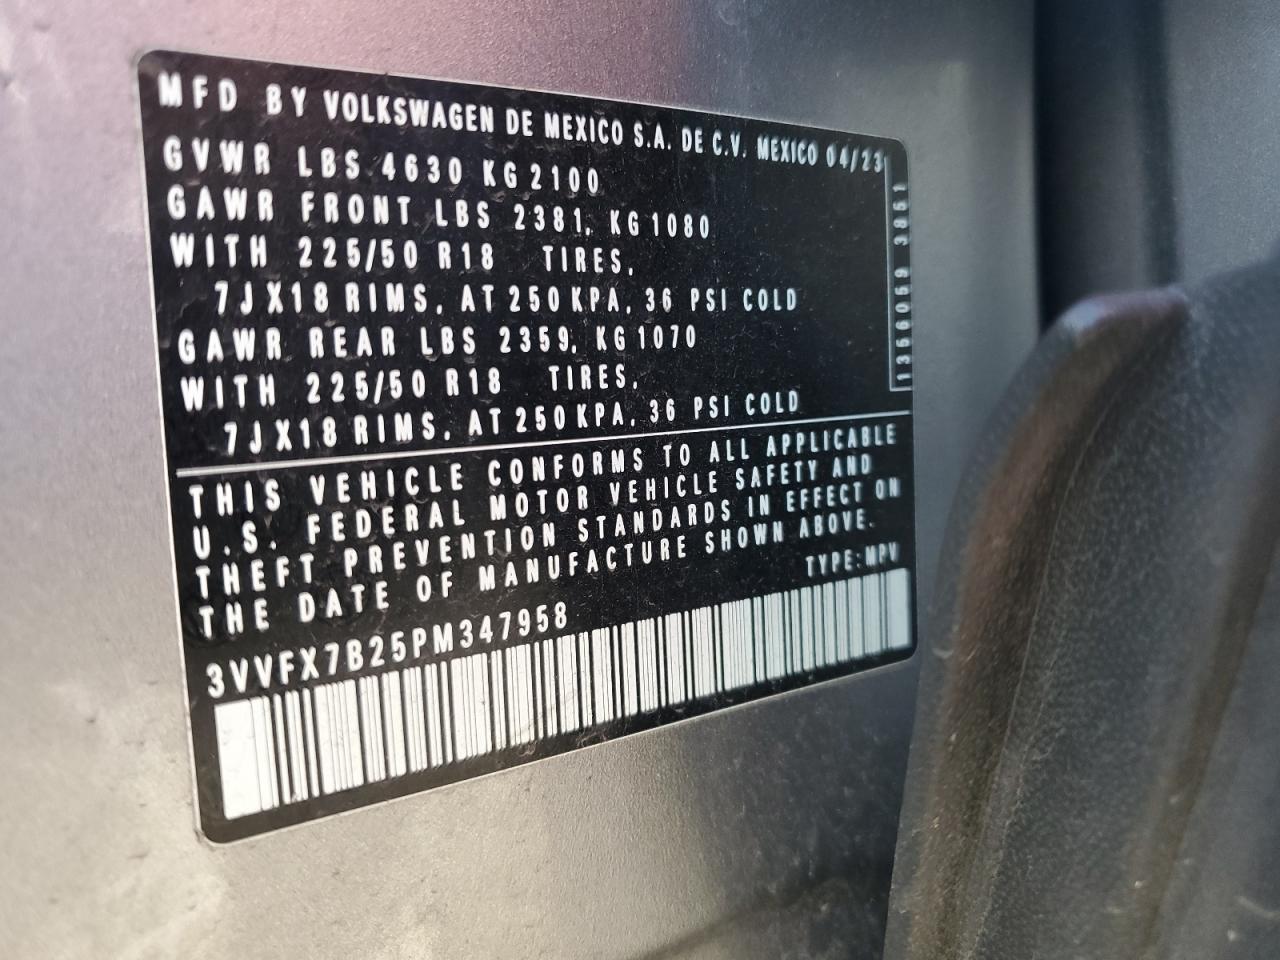 MFD BY VOLKSWAGEN DE MEXICO S.A. DE C.V. MEXICO 04/23
GVWR LBS 4630 KG 2100
GAWR FRONT LBS 2381, KG 1080
WITH 225/50 R18 TIRES,
7JX18 RIMS, AT 250 KPA, 36 PSI COLD
GAWR REAR LBS 2359, KG 1070
WITH 225/50 R18 TIRES,
7JX18 RIMS, AT 250 KPA, 36 PSI COLD
1366069 3851
THIS VEHICLE CONFORMS TO ALL APPLICABLE
U.S. FEDERAL MOTOR VEHICLE SAFETY AND
THEFT PREVENTION STANDARDS IN EFFECT ON
THE DATE OF MANUFACTURE SHOWN ABOVE.
TYPE: MPV
3VVFX7B25PM347958